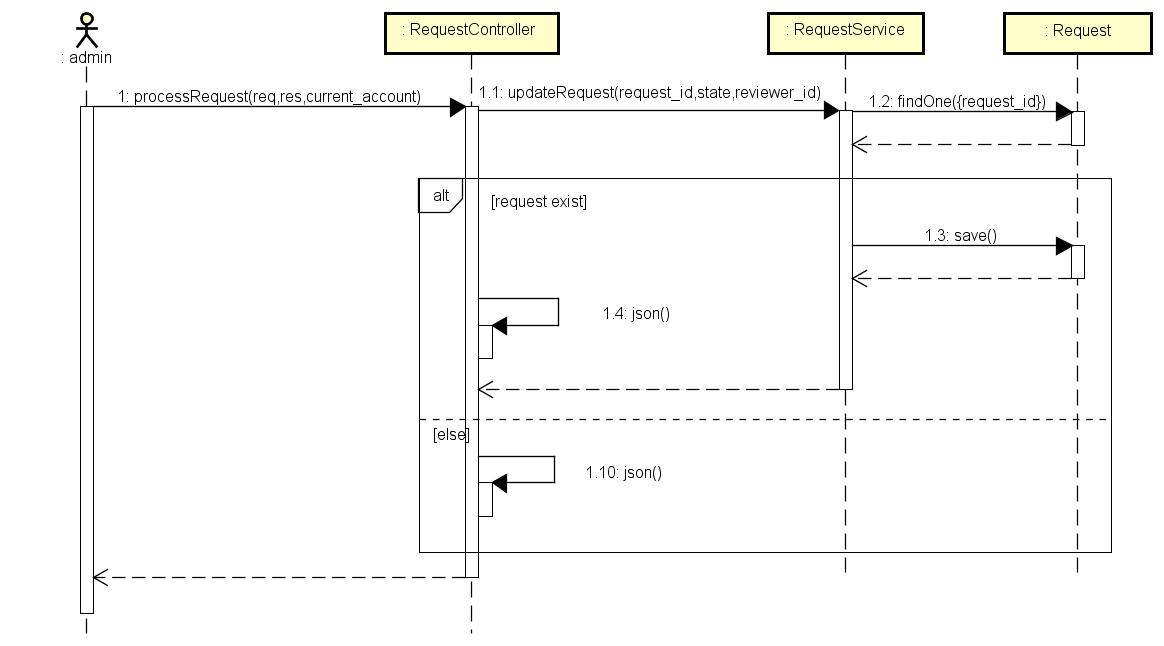 : RequestController
: RequestService
: Request
: admin
1: processRequest(req,res,current_account)
1.1: updateRequest(request_id,state,reviewer_id)
1.2: findOne({request_id})
alt
[request exist]
1.3: save()
1.4: json()
[else]
1.10: json()